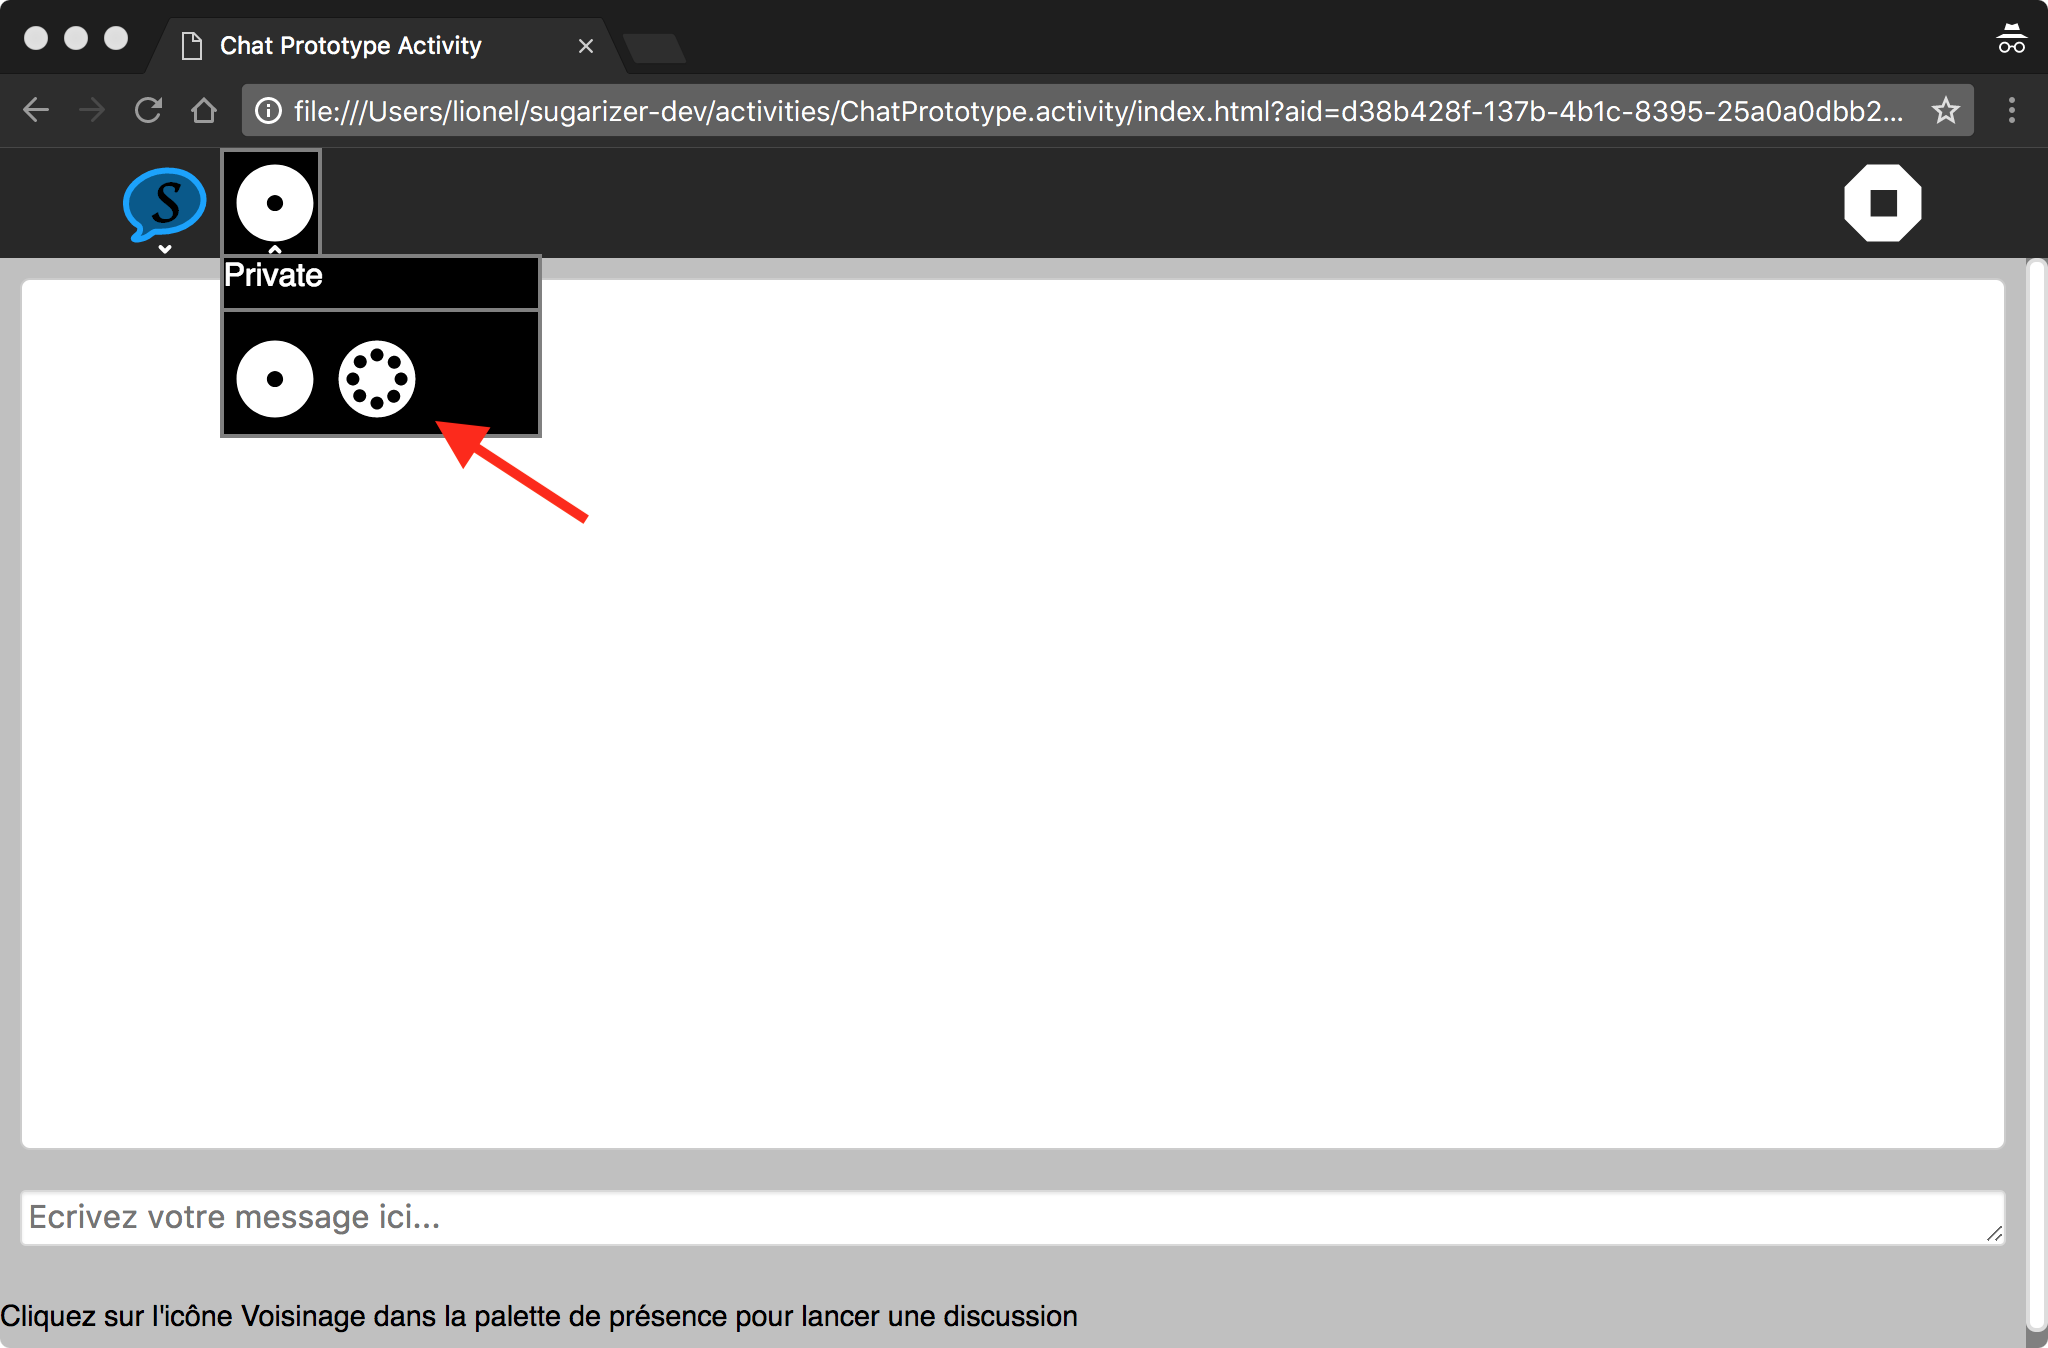 Chat Prototype Activity
file:///Users/lionel/sugarizer-dev/activities/ChatPrototype.activity/index.html?aid=d38b428f-137b-4b1c-8395-25a0a0dbb2...
S
Private
Ecrivez votre message ici...
Cliquez sur l'icône Voisinage dans la palette de présence pour lancer une discussion